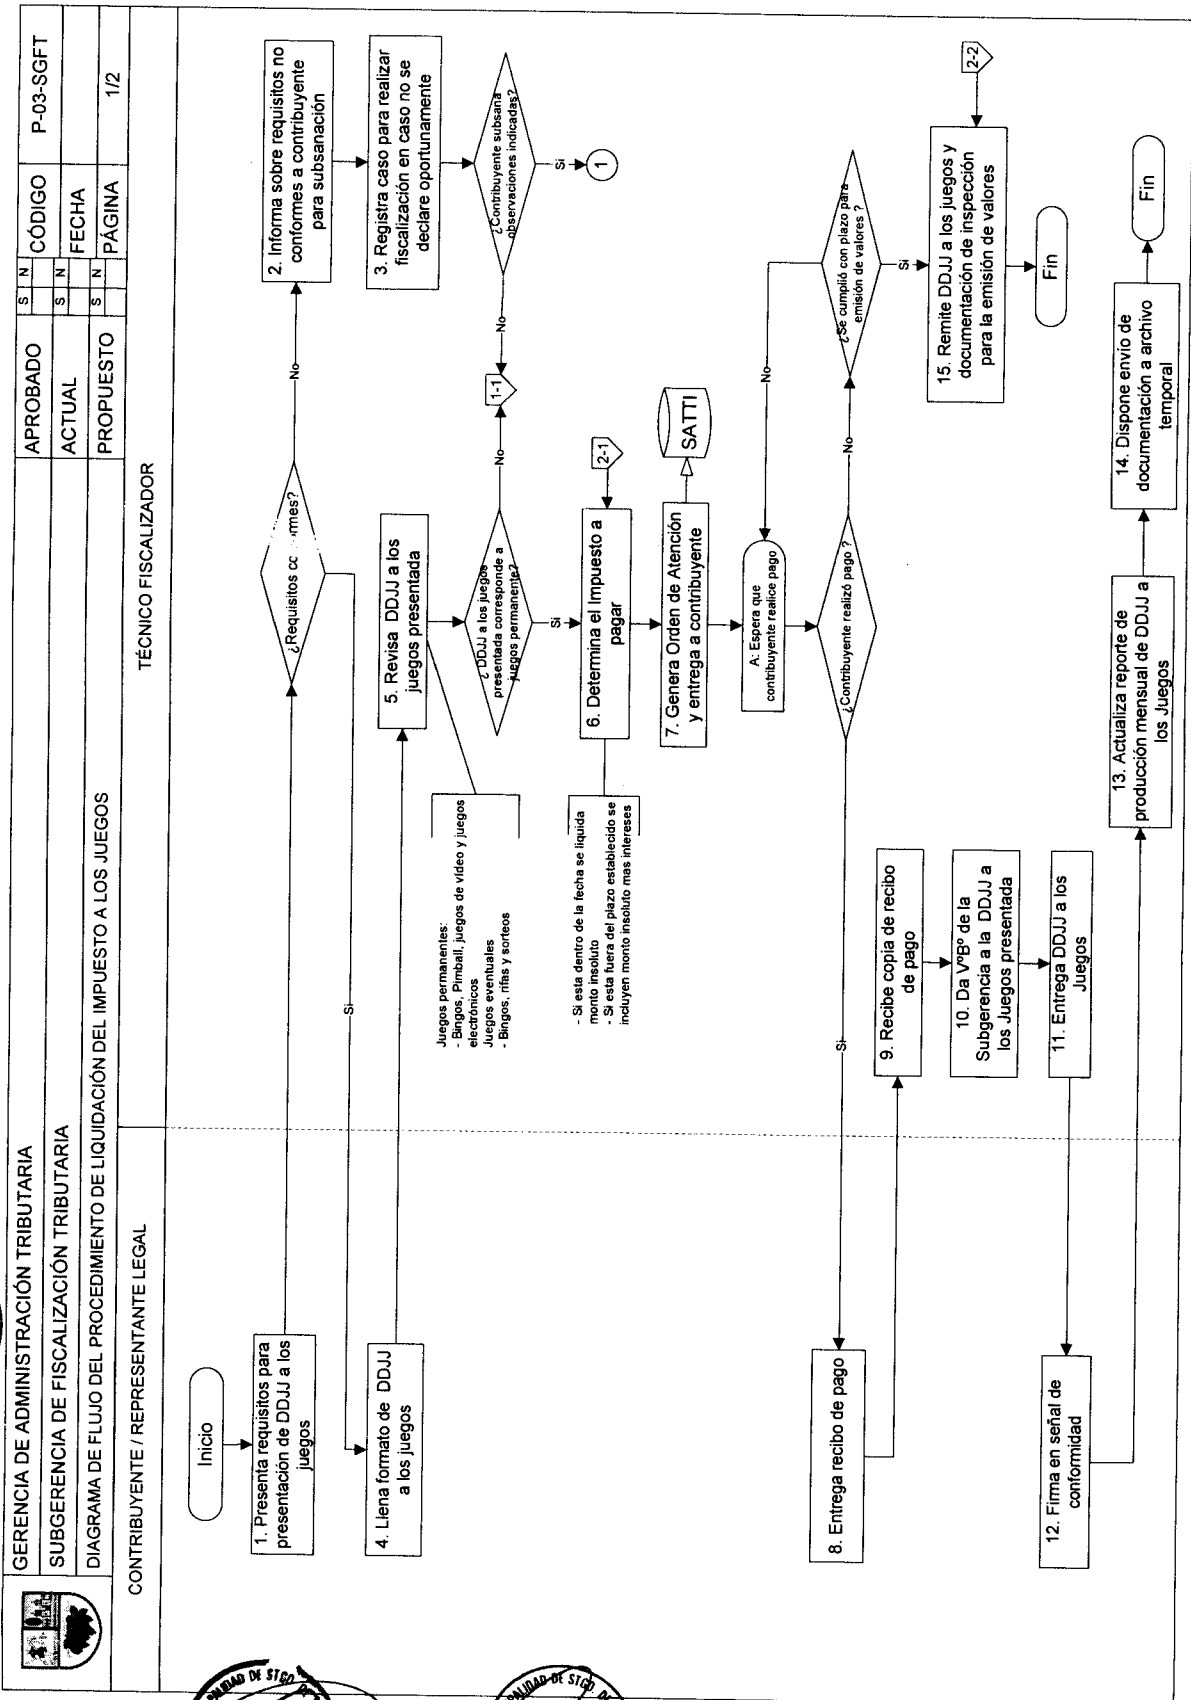 GERENCIA DE ADMINISTRACIÓN TRIBUTARIA
APROBADO
S N
CÓDIGO
P-03-SGFT
SUBGERENCIA DE FISCALIZACIÓN TRIBUTARIA
ACTUAL
S N
FECHA
DIAGRAMA DE FLUJO DEL PROCEDIMIENTO DE LIQUIDACIÓN DEL IMPUESTO A LOS JUEGOS
PROPUESTO
S N
PÁGINA
1/2
CONTRIBUYENTE / REPRESENTANTE LEGAL
TÉCNICO FISCALIZADOR
Inicio
1. Presenta requisitos para
presentación de DDJJ a los
juegos
¿Requisitos
No
2. Informa sobre requisitos no
conformes a contribuyente
para subsanación
3. Registra caso para realizar
fiscalización en caso no se
declare oportunamente
¿Contribuyente subsana
observaciones indicadas?
Si
1
No
1-1
Si
4. Llena formato de DDJJ
a los juegos
5. Revisa DDJJ a los
juegos presentada
Juegos permanentes:
- Bingos, Pimball, juegos de vídeo y juegos
electrónicos
Juegos eventuales
- Bingos, rifas y sorteos
¿ DDJJ a los juegos
presentada corresponde a
juegos permanente?
No
Si
6. Determina el Impuesto a
pagar
2-1
- Si esta dentro de la fecha se liquida
monto insoluto
- Si esta fuera del plazo establecido se
incluyen monto insoluto mas intereses
7. Genera Orden de Atención
y entrega a contribuyente
SATTI
A: Espera que
contribuyente realice pago
No
¿Contribuyente realizó pago ?
No
¿Se cumplió con plazo para
emisión de valores ?
Si
Si
8. Entrega recibo de pago
9. Recibe copia de recibo
de pago
10. Da VºBº de la
Subgerencia a la DDJJ a
los Juegos presentada
11. Entrega DDJJ a los
Juegos
15. Remite DDJJ a los juegos y
documentación de inspección
para la emisión de valores
2-2
Fin
12. Firma en señal de
conformidad
13. Actualiza reporte de
producción mensual de DDJJ a
los Juegos
14. Dispone envío de
documentación a archivo
temporal
Fin
DE STGO.
DE STGO.